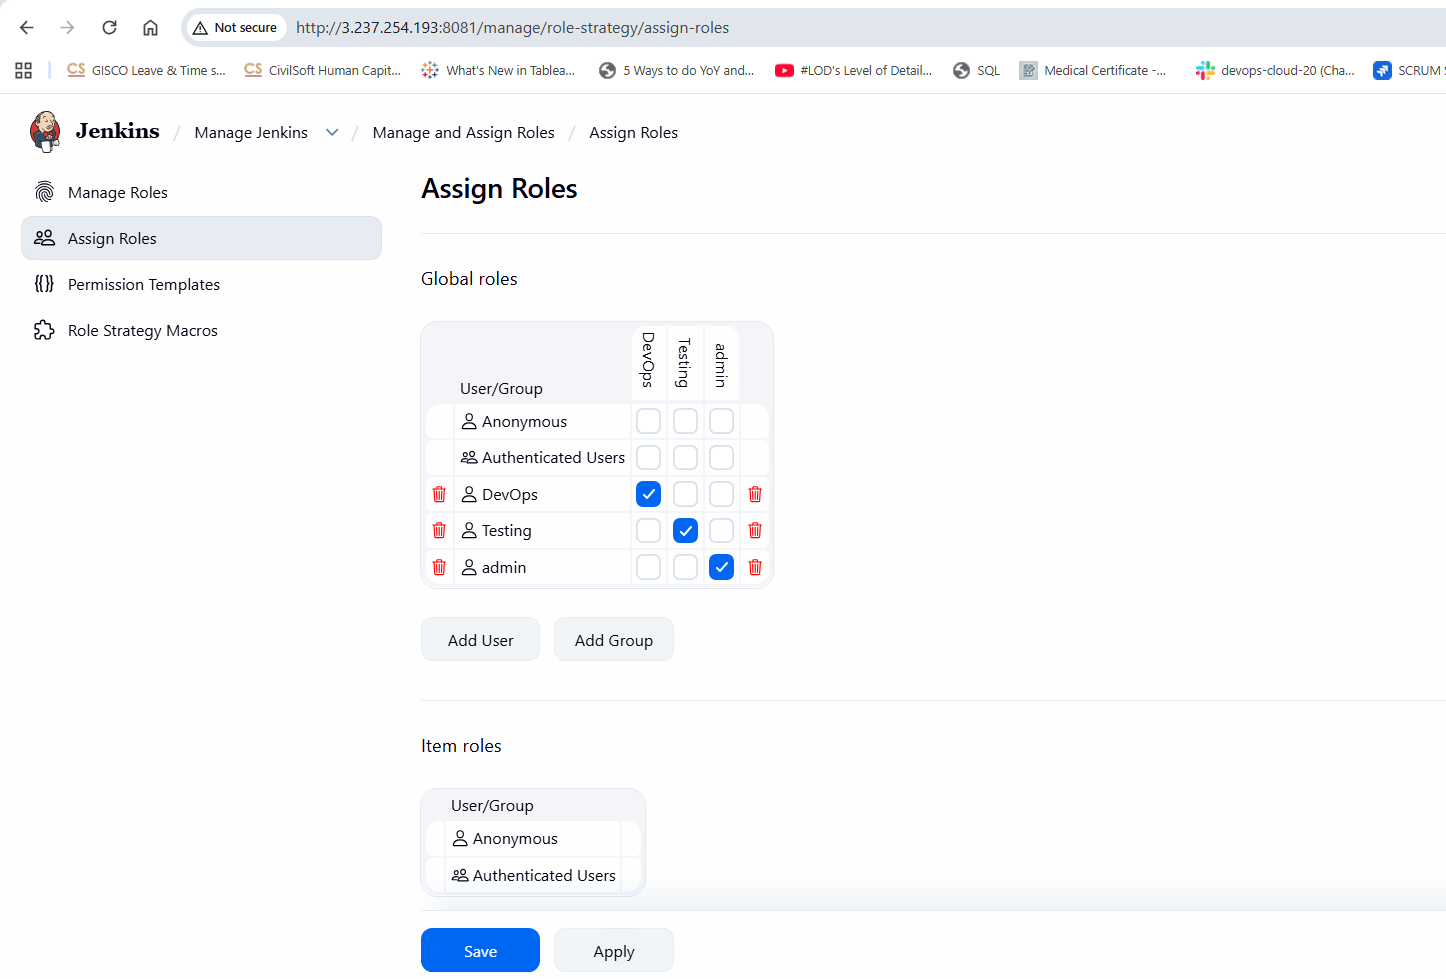 Not secure http://3.237.254.193:8081/manage/role-strategy/assign-roles
CS GISCO Leave & Time s... CS CivilSoft Human Capit... What's New in Tablea... 5 Ways to do YoY and... #LOD's Level of Detail... SQL Medical Certificate -... devops-cloud-20 (Cha... SCRUM S
Jenkins / Manage Jenkins / Manage and Assign Roles / Assign Roles
Manage Roles
Assign Roles
Permission Templates
Role Strategy Macros
Assign Roles
Global roles
User/Group DevOps Testing admin
Anonymous
Authenticated Users
DevOps
Testing
admin
Add User Add Group
Item roles
User/Group
Anonymous
Authenticated Users
Save Apply